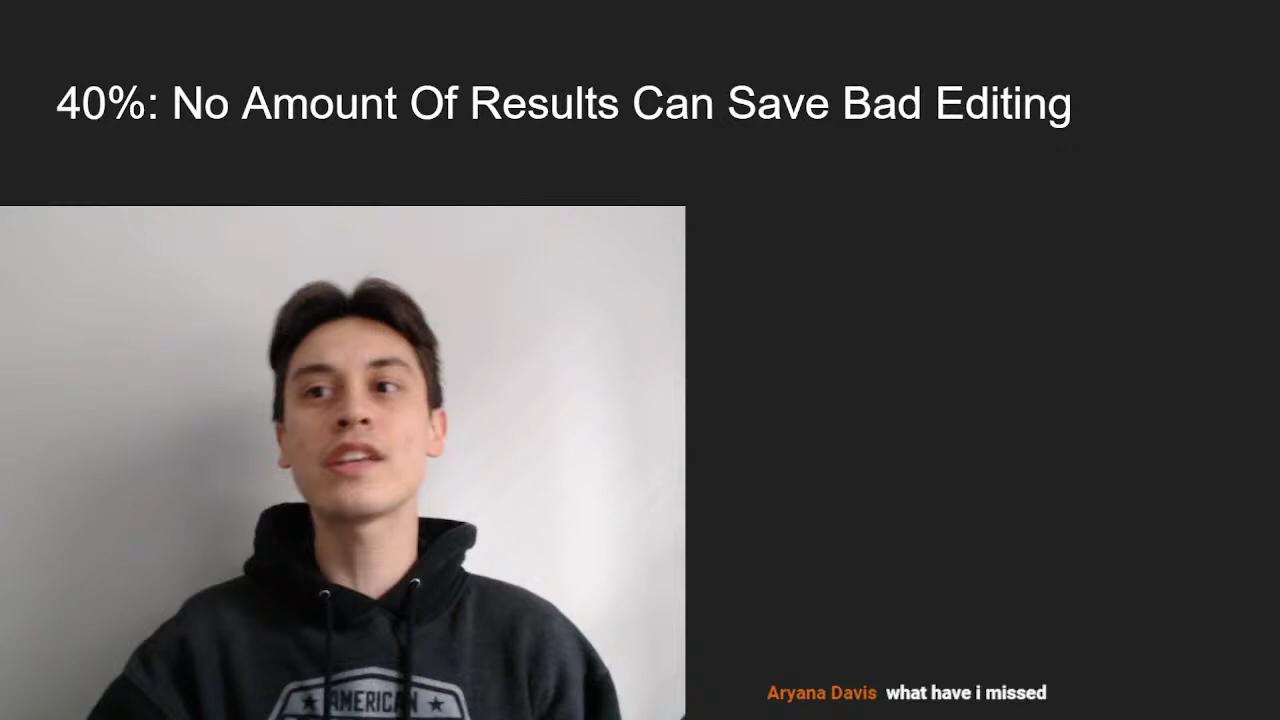 40%: No Amount Of Results Can Save Bad Editing
★ AMERICAN ★
Aryana Davis what have i missed